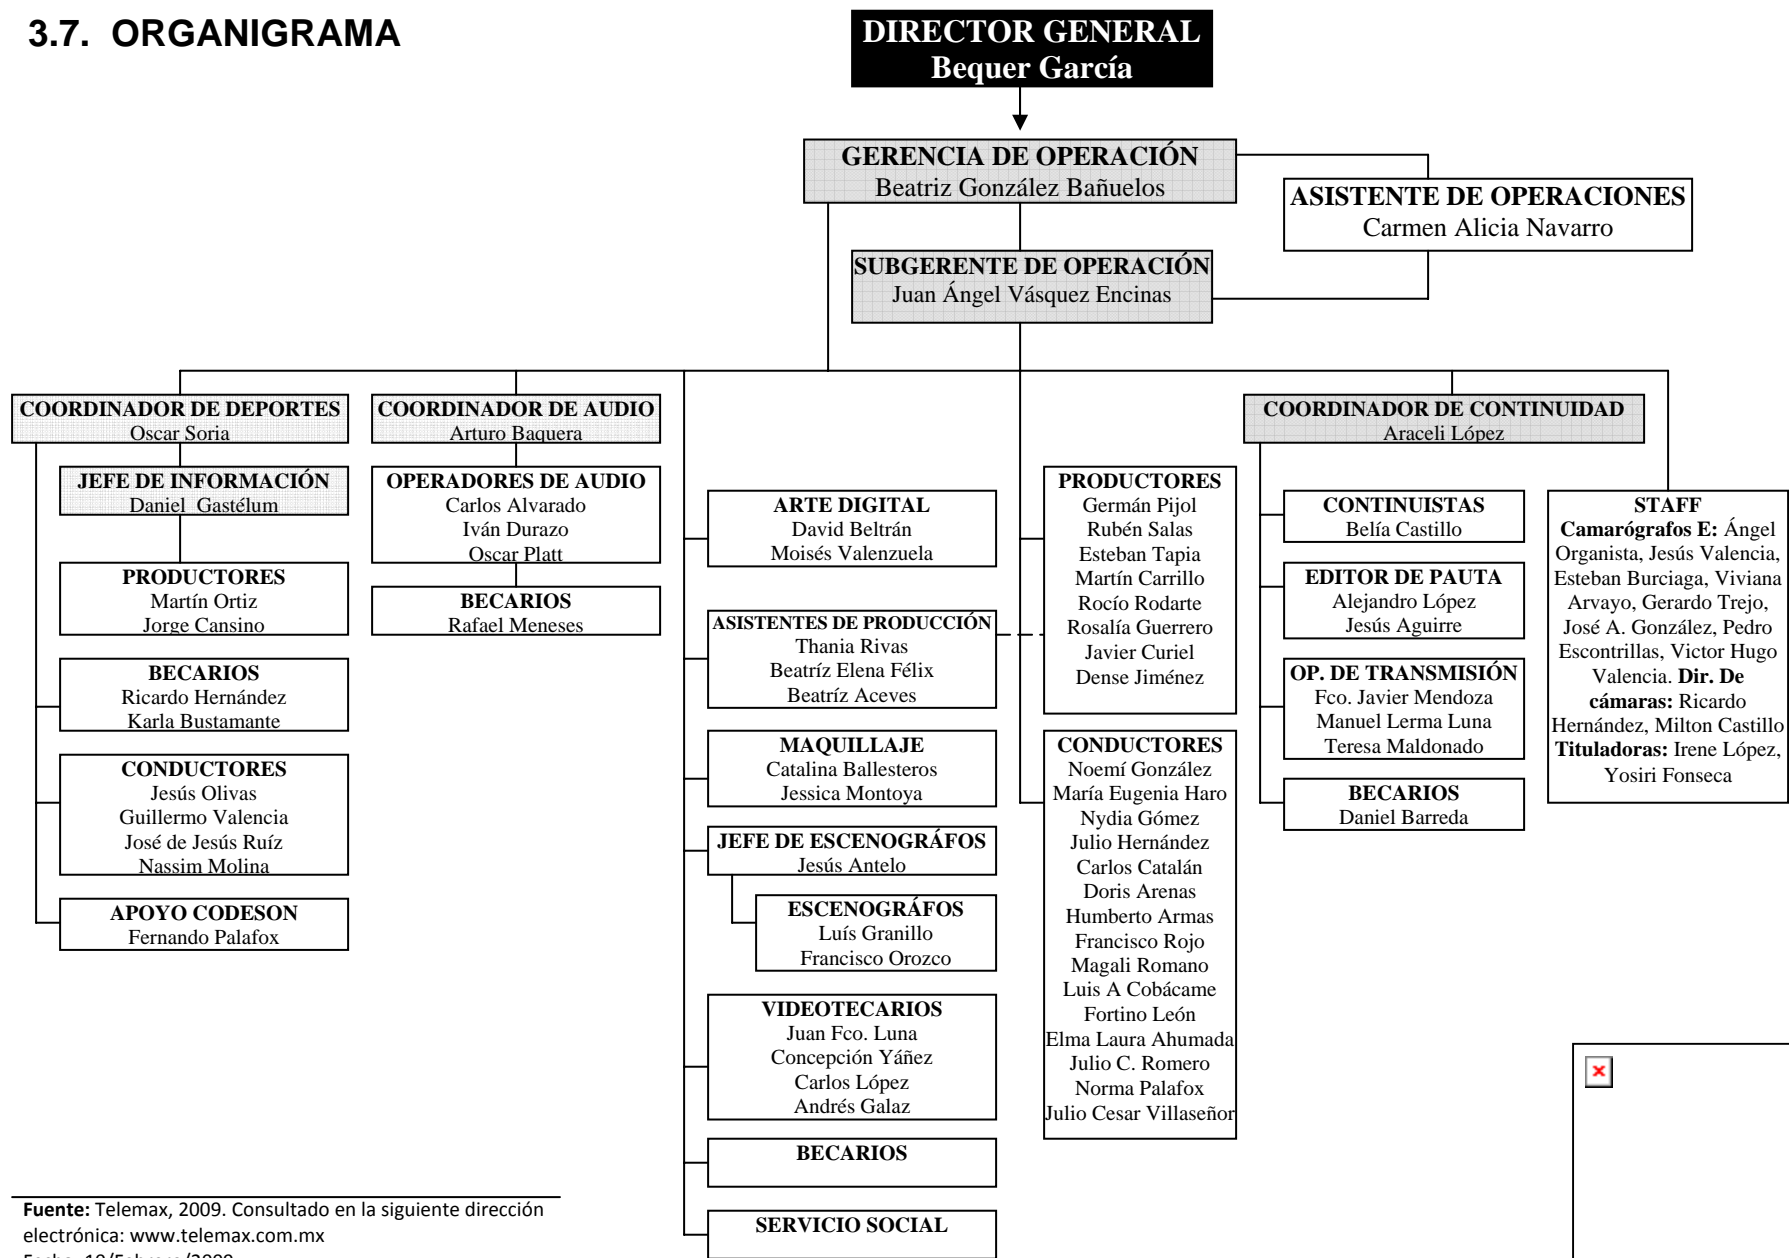 3.7. ORGANIGRAMA
DIRECTOR GENERAL
Bequer García
GERENCIA DE OPERACIÓN
Beatriz González Bañuelos
ASISTENTE DE OPERACIONES
Carmen Alicia Navarro
SUBGERENTE DE OPERACIÓN
Juan Ángel Vásquez Encinas
COORDINADOR DE DEPORTES
Oscar Soria
JEFE DE INFORMACIÓN
Daniel Gastélum
PRODUCTORES
Martín Ortiz
Jorge Cansino
BECARIOS
Ricardo Hernández
Karla Bustamante
CONDUCTORES
Jesús Olivas
Guillermo Valencia
José de Jesús Ruíz
Nassim Molina
APOYO CODESON
Fernando Palafox
COORDINADOR DE AUDIO
Arturo Baquera
OPERADORES DE AUDIO
Carlos Alvarado
Iván Durazo
Oscar Platt
BECARIOS
Rafael Meneses
ARTE DIGITAL
David Beltrán
Moisés Valenzuela
ASISTENTES DE PRODUCCIÓN
Thania Rivas
Beatríz Elena Félix
Beatríz Aceves
MAQUILLAJE
Catalina Ballesteros
Jessica Montoya
JEFE DE ESCENOGRÁFOS
Jesús Antelo
ESCENOGRÁFOS
Luís Granillo
Francisco Orozco
VIDEOTECARIOS
Juan Fco. Luna
Concepción Yáñez
Carlos López
Andrés Galaz
BECARIOS
SERVICIO SOCIAL
PRODUCTORES
Germán Pijol
Rubén Salas
Esteban Tapia
Martín Carrillo
Rocío Rodarte
Rosalía Guerrero
Javier Curiel
Dense Jiménez
CONDUCTORES
Noemí González
María Eugenia Haro
Nydia Gómez
Julio Hernández
Carlos Catalán
Doris Arenas
Humberto Armas
Francisco Rojo
Magali Romano
Luis A Cobácame
Fortino León
Elma Laura Ahumada
Julio C. Romero
Norma Palafox
Julio Cesar Villaseñor
COORDINADOR DE CONTINUIDAD
Araceli López
CONTINUISTAS
Belía Castillo
EDITOR DE PAUTA
Alejandro López
Jesús Aguirre
OP. DE TRANSMISIÓN
Fco. Javier Mendoza
Manuel Lerma Luna
Teresa Maldonado
BECARIOS
Daniel Barreda
STAFF
Camarógrafos E: Ángel
Organista, Jesús Valencia,
Esteban Burciaga, Viviana
Arvayo, Gerardo Trejo,
José A. González, Pedro
Escontrillas, Victor Hugo
Valencia. Dir. De
cámaras: Ricardo
Hernández, Milton Castillo
Tituladoras: Irene López,
Yosiri Fonseca
Fuente: Telemax, 2009. Consultado en la siguiente dirección
electrónica: www.telemax.com.mx